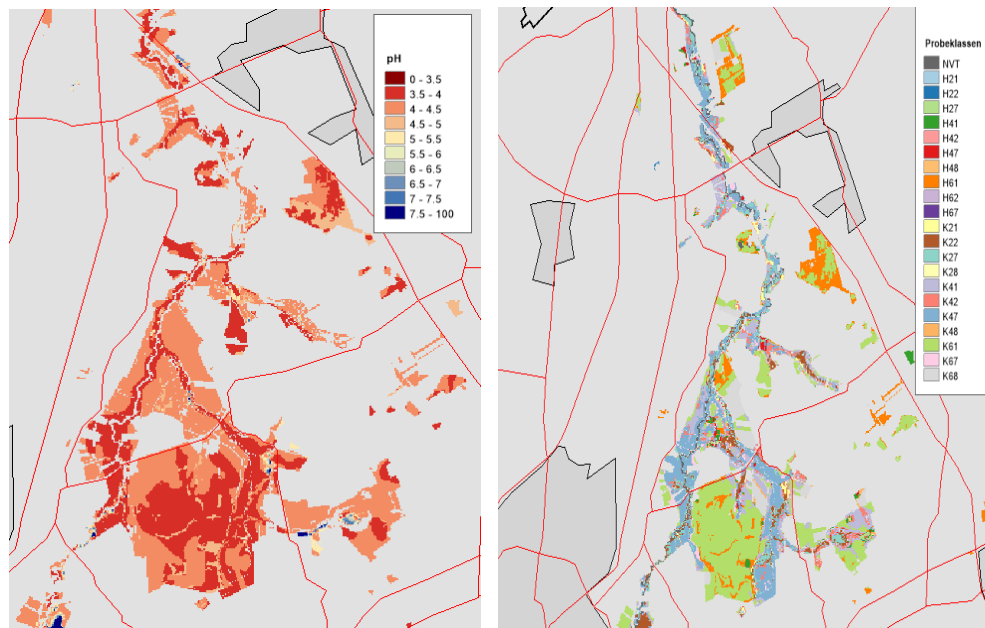 pH
0 - 3.5
3.5 - 4
4 - 4.5
4.5 - 5
5 - 5.5
5.5 - 6
6 - 6.5
6.5 - 7
7 - 7.5
7.5 - 100
Probeklassen
NVT
H21
H22
H27
H41
H42
H47
H48
H61
H62
H67
K21
K22
K27
K28
K41
K42
K47
K48
K61
K67
K68